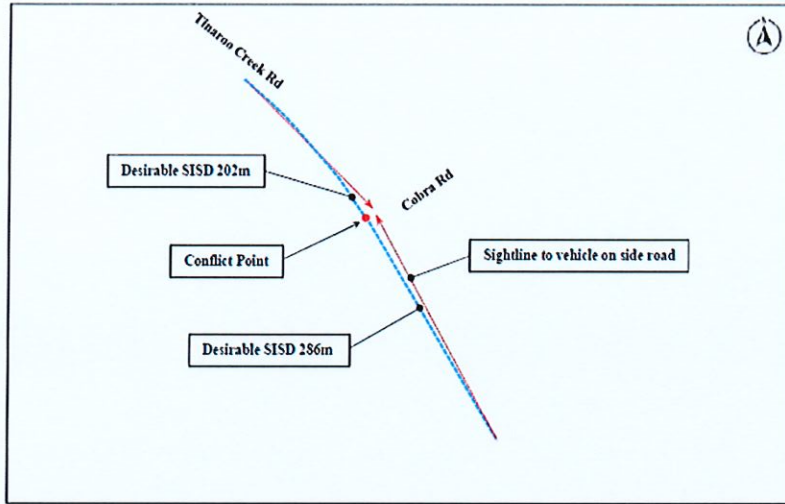 Tinaroo Creek Rd
Desirable SISD 202m
Cobra Rd
Conflict Point
Sightline to vehicle on side road
Desirable SISD 286m